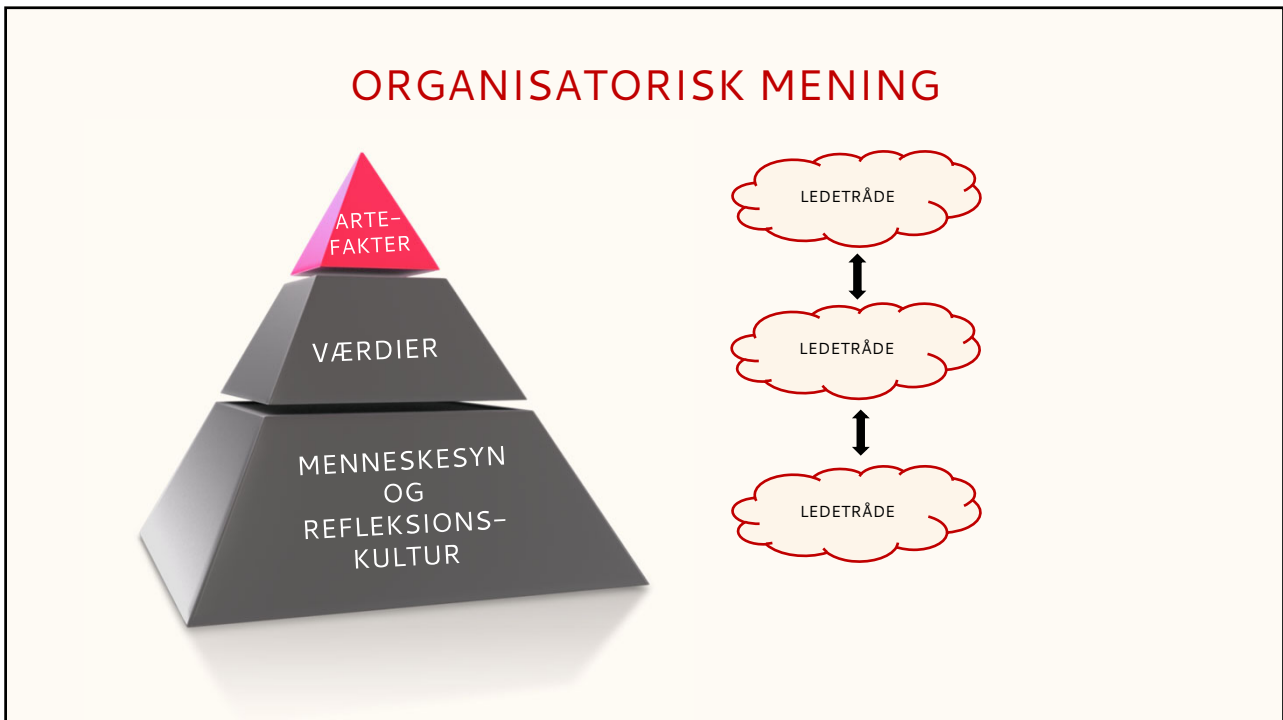 ORGANISATORISK MENING
ARTE-
FAKTER
VÆRDIER
MENNESKESYN
OG
REFLEKSIONS-
KULTUR
LEDETRÅDE
LEDETRÅDE
LEDETRÅDE